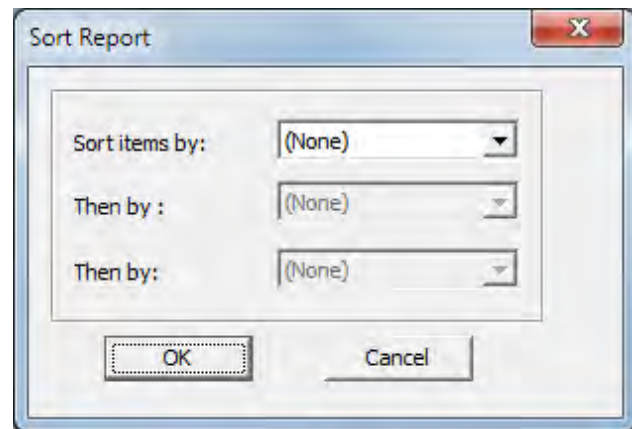 Sort Report
Sort items by: (None)
Then by : (None)
Then by: (None)
OK Cancel